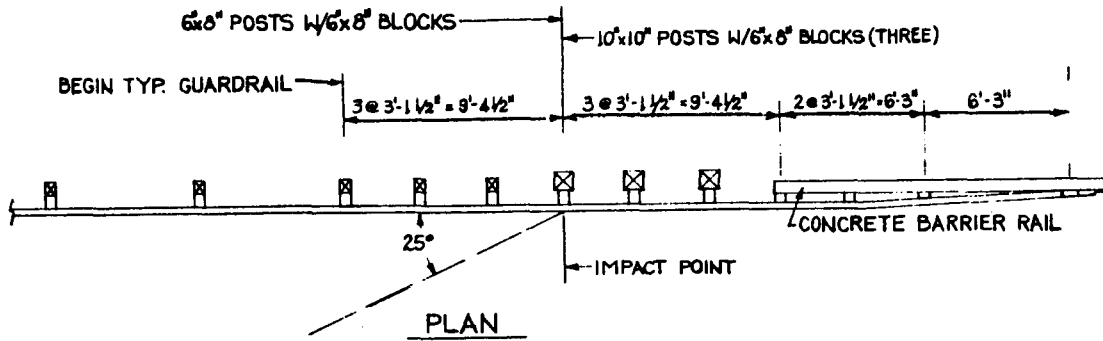 6"x8" POSTS W/6"x8" BLOCKS
10"x10" POSTS W/6"x8" BLOCKS (THREE)
BEGIN TYP. GUARDRAIL
3 @ 3'-1 1/2" = 9'-4 1/2"
3 @ 3'-1 1/2" = 9'-4 1/2"
2 @ 3'-1 1/2" = 6'-3"
6'-3"
25°
CONCRETE BARRIER RAIL
IMPACT POINT
PLAN